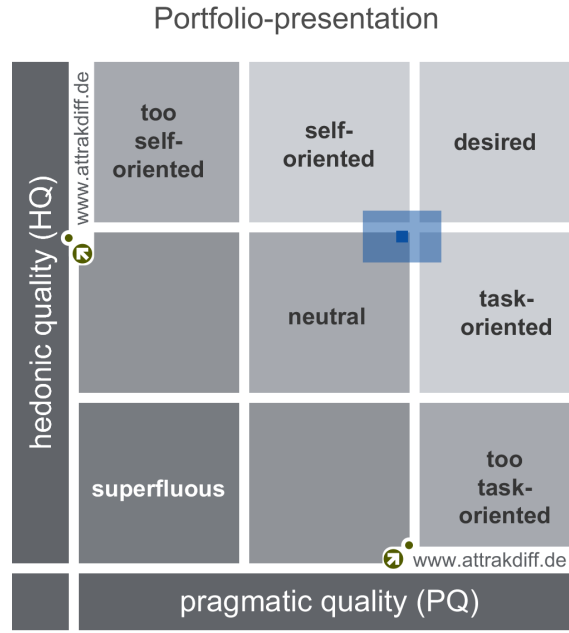 Portfolio-presentation
hedonic quality (HQ)
www.attrakdiff.de
too
self-
oriented
self-
oriented
desired
neutral
task-
oriented
superfluous
too
task-
oriented
www.attrakdiff.de
pragmatic quality (PQ)